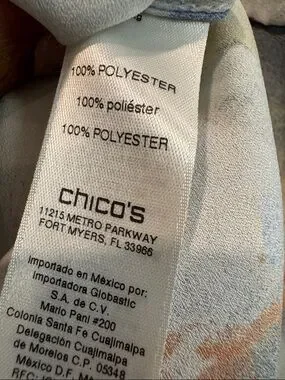 100% POLYESTER
100% poliéster
100% POLYESTER
chico's
11215 METRO PARKWAY
FORT MYERS, FL 33966
Importado en México por:
Importadora Globastic
S.A. de C.V.
Mario Pani #200
Colonia Santa Fe Cuajimalpa
Delegación Cuajimalpa
de Morelos C.P. 05348
México D.F.